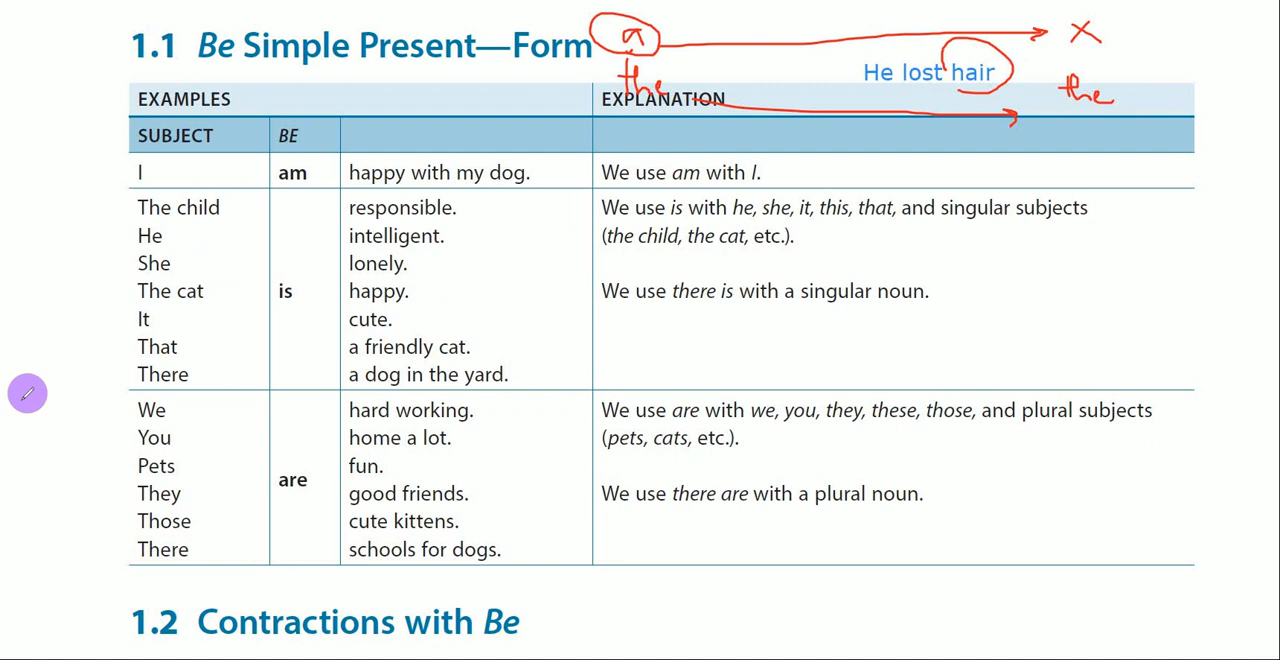 1.1 Be Simple Present—Form a X
the He lost hair the
EXAMPLES EXPLANATION
SUBJECT BE
I am happy with my dog. We use am with I.
The child responsible. We use is with he, she, it, this, that, and singular subjects
He intelligent. (the child, the cat, etc.).
She lonely.
The cat is happy. We use there is with a singular noun.
It cute.
That a friendly cat.
There a dog in the yard.
We hard working. We use are with we, you, they, these, those, and plural subjects
You home a lot. (pets, cats, etc.).
Pets fun.
are
They good friends. We use there are with a plural noun.
Those cute kittens.
There schools for dogs.
1.2 Contractions with Be